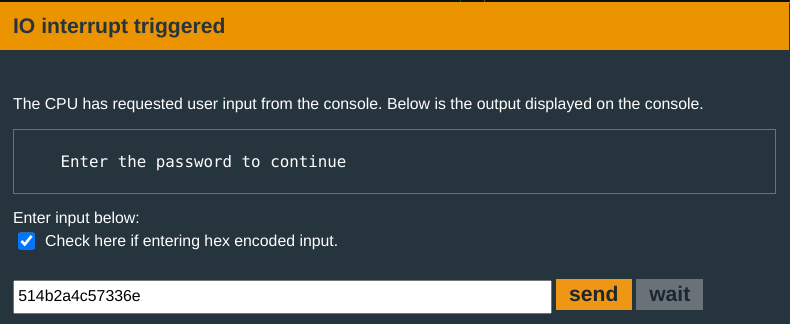 IO interrupt triggered
The CPU has requested user input from the console. Below is the output displayed on the console.
Enter the password to continue
Enter input below:
Check here if entering hex encoded input.
514b2a4c57336e
send wait